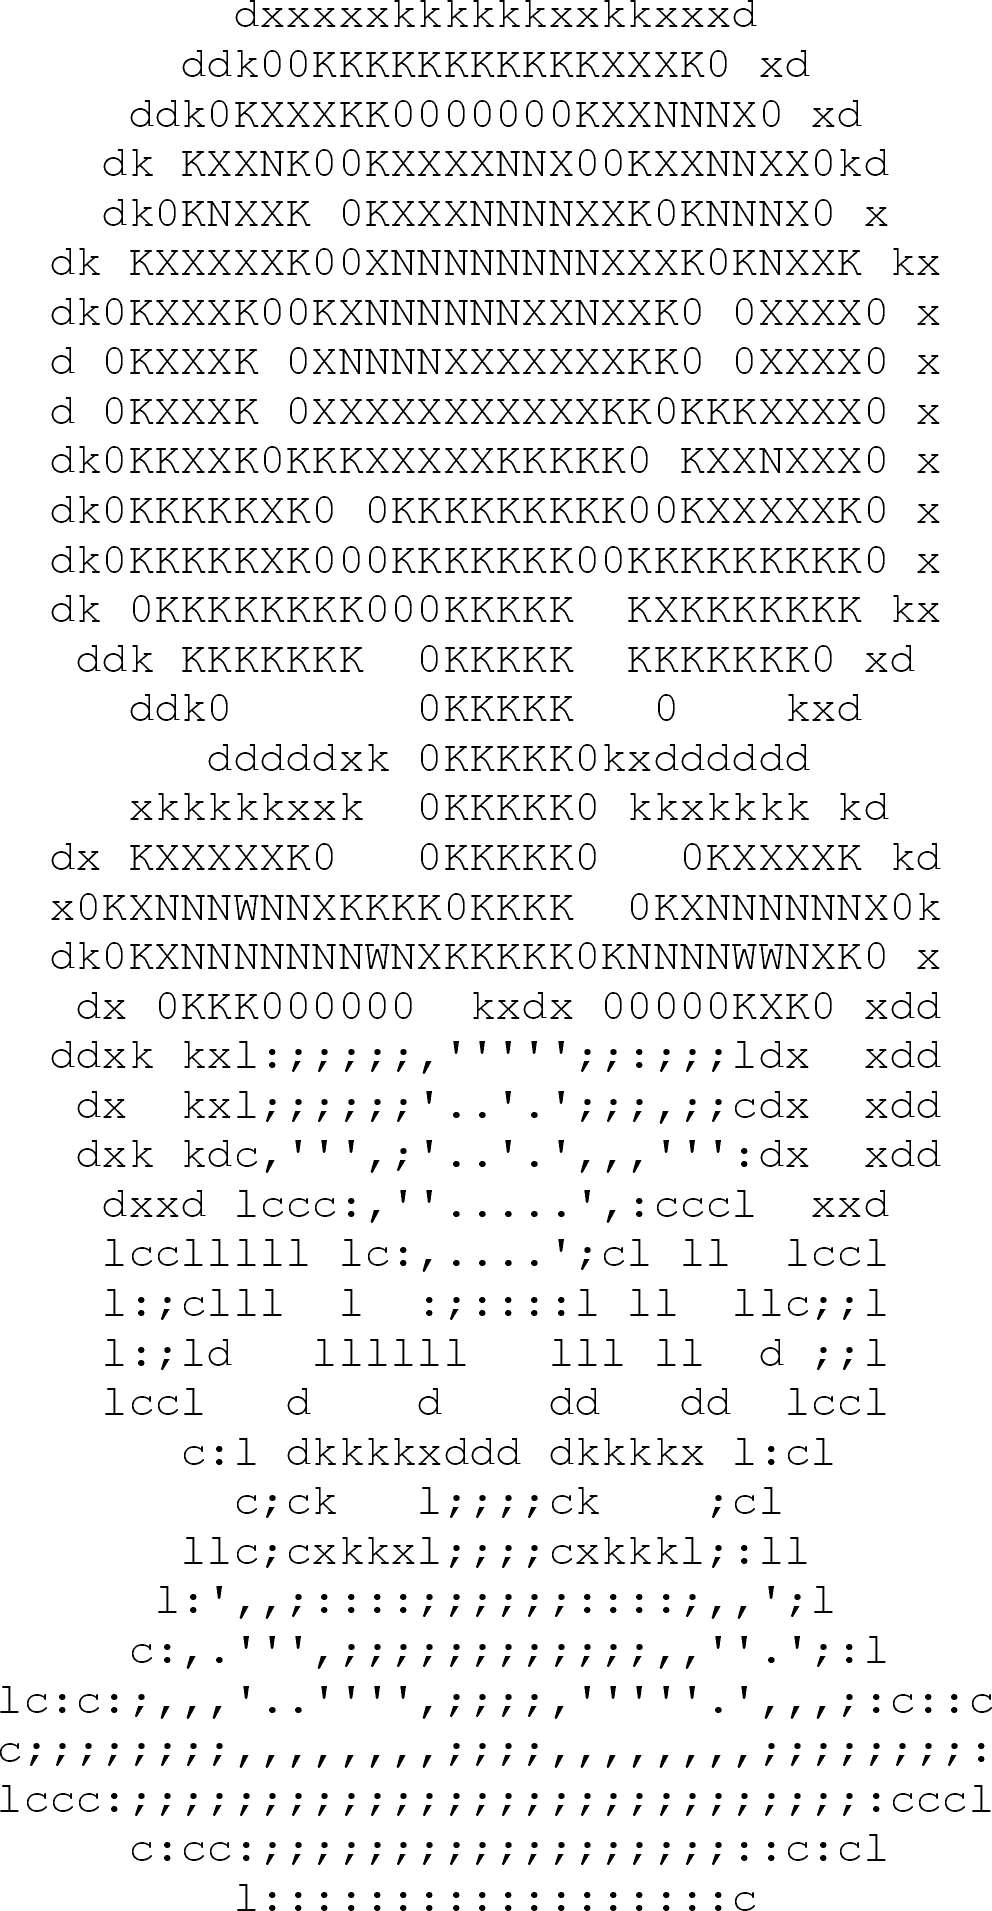 dxxxxxkkkkkkxxkkxxxd
ddk00KKKKKKKKKKKXXXK0 xd
ddk0KXXXKK0000000KXXNNNX0 xd
dk KXXNK00KXXXXNNX00KXXNNXX0kd
dk0KNXXK 0KXXXNNNNXXK0KNNNX0 x
dk KXXXXXK00XNNNNNNNNXXXK0KNXXK kx
dk0KXXXK00KXNNNNNNXXNXXK0 0XXXX0 x
d 0KXXXK 0XNNNNXXXXXXXKK0 0XXXX0 x
d 0KXXXK 0XXXXXXXXXXXKK0KKKXXXX0 x
dk0KKXXK0KKKXXXXXKKKKK0 KXXNXXX0 x
dk0KKKKKXK0 0KKKKKKKKK00KXXXXXK0 x
dk0KKKKKXK000KKKKKKK00KKKKKKKKK0 x
dk 0KKKKKKKK000KKKKK  KXKKKKKKK kx
ddk KKKKKKK  0KKKKK  KKKKKKK0 xd
ddk0       0KKKKK   0    kxd
dddddxk 0KKKKK0kxdddddd
xkkkkkxxk  0KKKKK0 kkxkkkk kd
dx KXXXXXK0   0KKKKK0   0KXXXXK kd
x0KXNNNWNNXKKKK0KKKK  0KXNNNNNNX0k
dk0KXNNNNNNNWNXKKKKK0KNNNNWWNXK0 x
dx 0KKK000000  kxdx 00000KXK0 xdd
ddxk kxl:;;;;;,''''';;:;;;ldx  xdd
dx  kxl;;;;;;'..'.';;;,;;cdx  xdd
dxk kdc,''',;'..'.',,,''':dx  xdd
dxxd lccc:,''.....',:cccl  xxd
lcclllll lc:,....';cl ll  lccl
l:;clll  l  :;::::l ll  llc;;l
l:;ld   llllll   lll ll  d ;;l
lccl   d    d    dd   dd  lccl
c:l dkkkkxddd dkkkkx l:cl
c;ck   l;;;;ck    ;cl
llc;cxkkxl;;;;cxkkkl;:ll
l:',,;::::;;;;;;::::;,,';l
c:,.''',;;;;;;;;;;;;,,''.';:l
lc:c:;,,,'..'''',;;;;,'''''.',,,;:c::c
c;;;;;;;;,,,,,,,,;;;;,,,,,,,,;;;;;;;;:
lccc:;;;;;;;;;;;;;;;;;;;;;;;;;;;;:cccl
c:cc:;;;;;;;;;;;;;;;;;;;::c:cl
l::::::::::::::::::c